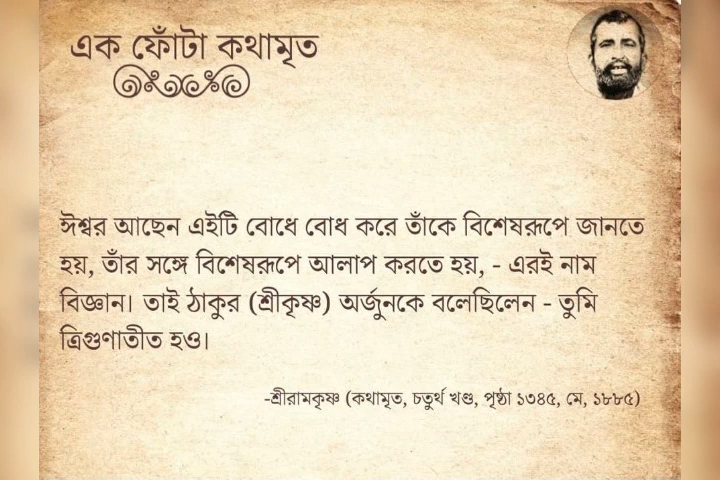 এক ফোঁটা কথামৃত
ঈশ্বর আছেন এইটি বোধে বোধ করে তাঁকে বিশেষরূপে জানতে
হয়, তাঁর সঙ্গে বিশেষরূপে আলাপ করতে হয়, - এরই নাম
বিজ্ঞান। তাই ঠাকুর (শ্রীকৃষ্ণ) অর্জুনকে বলেছিলেন - তুমি
ত্রিগুণাতীত হও।
-শ্রীরামকৃষ্ণ (কথামৃত, চতুর্থ খণ্ড, পৃষ্ঠা ১৩৪৫, মে, ১৮৮৫)